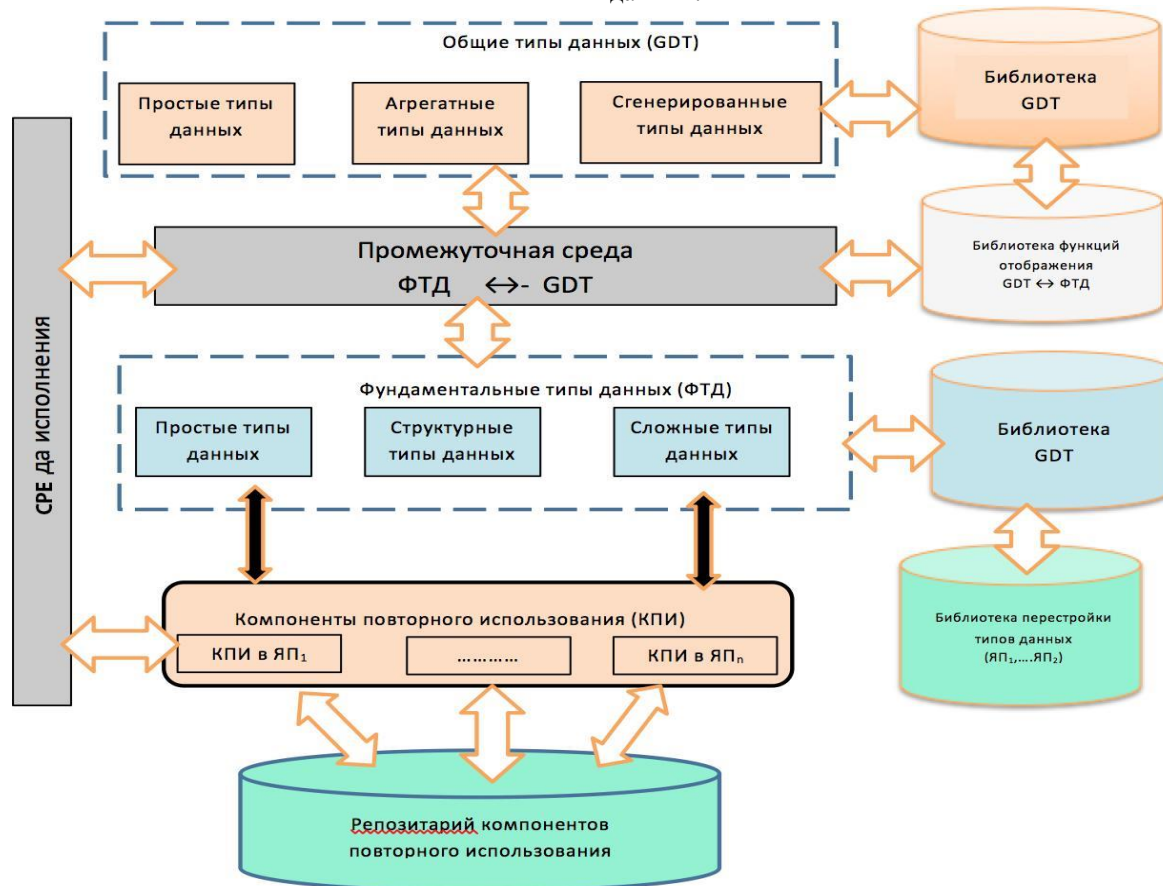 Общие типы данных (GDT)
Простые типы
данных
Агрегатные
типы данных
Сгенерированные
типы данных
Библиотека
GDT
Промежуточная среда
ФТД ↔- GDT
Библиотека функций
отображения
GDT ↔ ФТД
СРЕ да исполнения
Фундаментальные типы данных (ФТД)
Простые типы
данных
Структурные
типы данных
Сложные типы
данных
Библиотека
GDT
Компоненты повторного использования (КПИ)
КПИ в ЯП₁
…………
КПИ в ЯПₙ
Библиотека перестройки
типов данных
(ЯП₁,….ЯП₂)
Репозитарий компонентов
повторного использования